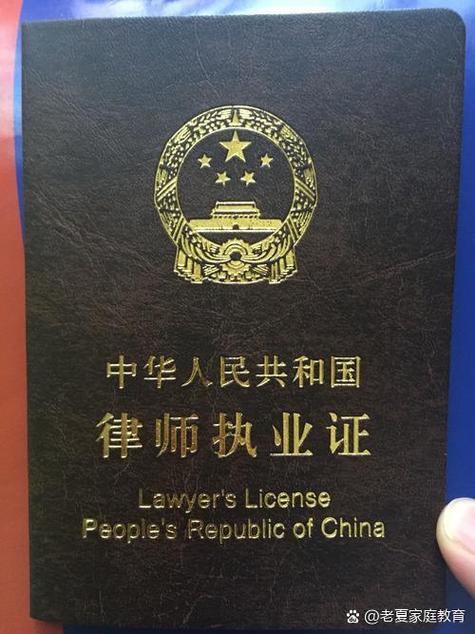 中华人民共和国
律师执业证
Lawyer's License
People's Republic of China
@老夏家庭教育